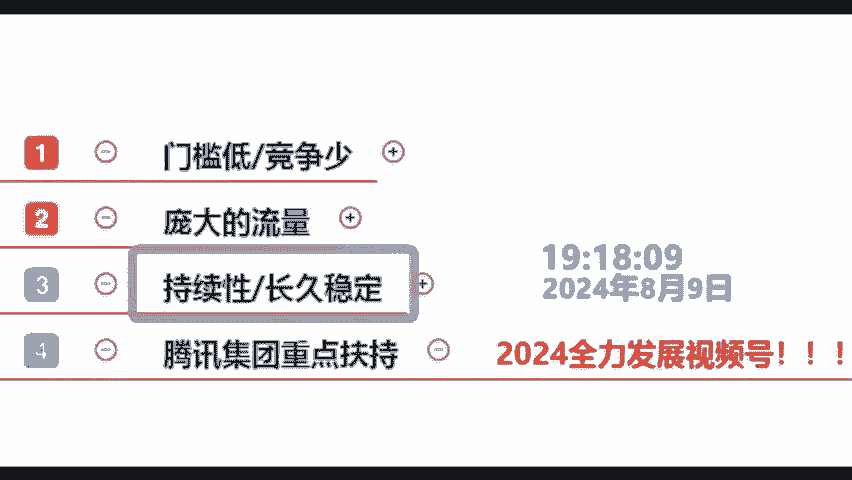 1 门槛低/竞争少
2 庞大的流量
3 持续性/长久稳定
19:18:09
2024年8月9日
4 腾讯集团重点扶持
2024全力发展视频号！！！